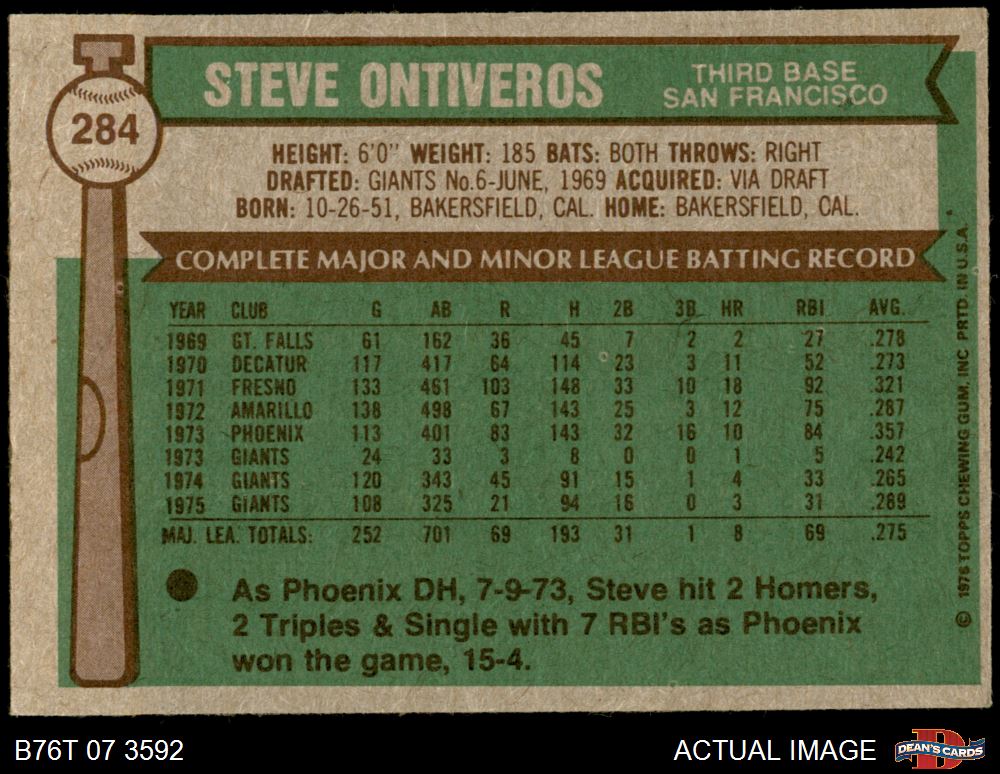 284
STEVE ONTIVEROS
THIRD BASE
SAN FRANCISCO
HEIGHT: 6'0" WEIGHT: 185 BATS: BOTH THROWS: RIGHT
DRAFTED: GIANTS No.6-JUNE, 1969 ACQUIRED: VIA DRAFT
BORN: 10-26-51, BAKERSFIELD, CAL. HOME: BAKERSFIELD, CAL.
COMPLETE MAJOR AND MINOR LEAGUE BATTING RECORD
YEAR CLUB G AB R H 2B 3B HR RBI AVG.
1969 GT. FALLS 61 162 36 45 7 2 2 27 .278
1970 DECATUR 117 417 64 114 23 3 11 52 .273
1971 FRESNO 133 461 103 148 33 10 18 92 .321
1972 AMARILLO 138 498 67 143 25 3 12 75 .287
1973 PHOENIX 113 401 83 143 32 16 10 84 .357
1973 GIANTS 24 33 3 8 0 0 1 5 .242
1974 GIANTS 120 343 45 91 15 1 4 33 .265
1975 GIANTS 108 325 21 94 16 0 3 31 .289
MAJ. LEA. TOTALS: 252 701 69 193 31 1 8 69 .275
As Phoenix DH, 7-9-73, Steve hit 2 Homers,
2 Triples & Single with 7 RBI's as Phoenix
won the game, 15-4.
© 1976 TOPPS CHEWING GUM, INC PRTD. IN U.S.A.
B76T 07 3592
ACTUAL IMAGE
D
DEAN'S CARDS